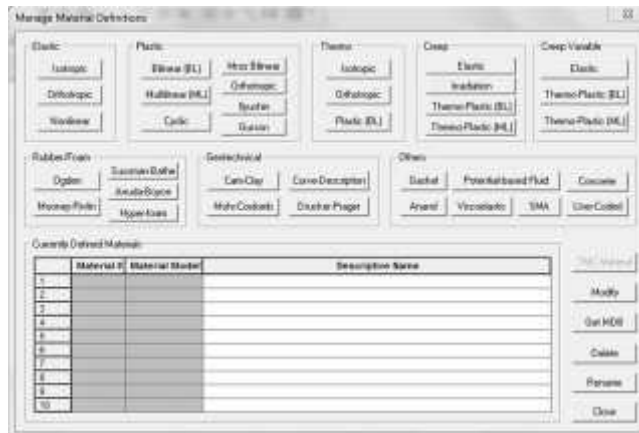 Manage Material Definitions
Elastic
Isotropic
Orthotropic
Nonlinear
Plastic
Bilinear (BL)
Multilinear (ML)
Cyclic
Mroz Bilinear
Orthotropic
Ilyushin
Gurson
Thermo
Isotropic
Orthotropic
Plastic (BL)
Creep
Elastic
Irradiation
Thermo-Plastic (BL)
Thermo-Plastic (ML)
Creep Variable
Elastic
Thermo-Plastic (BL)
Thermo-Plastic (ML)
Rubber/Foam
Ogden
Mooney-Rivlin
Sussman-Bathe
Arruda-Boyce
Hyper-foam
Geotechnical
Cam-Clay
Curve Description
Mohr-Coulomb
Drucker-Prager
Others
Gasket
Potential-based Fluid
Concrete
Anand
Viscoelastic
SMA
User-Coded
Currently Defined Materials
Material # Material Model Descriptive Name
1
2
3
4
5
6
7
8
9
10
Modify
Get MDB
Delete
Rename
Close